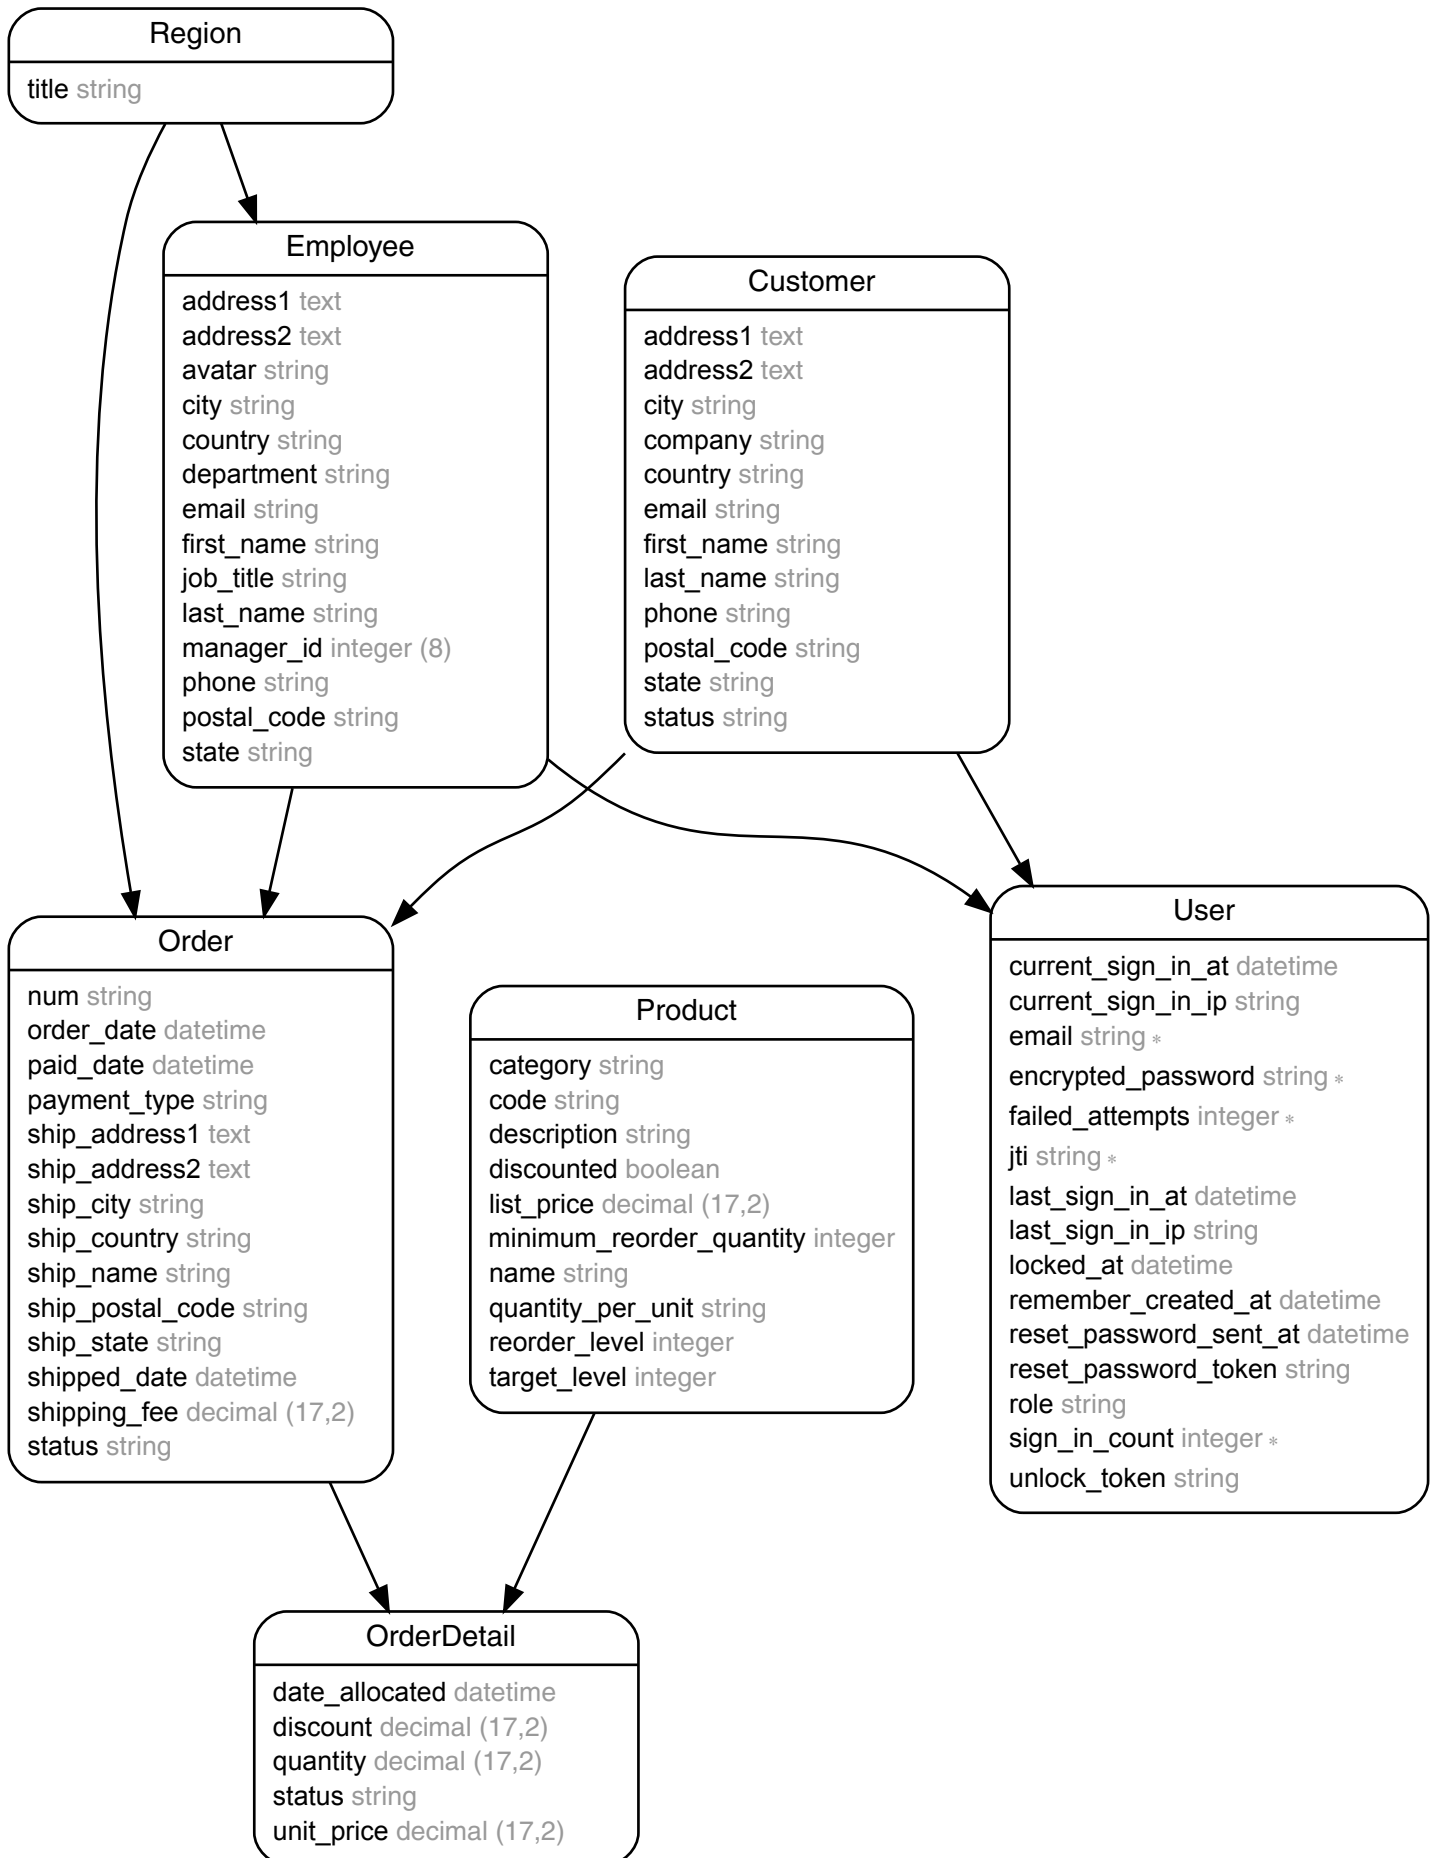 Region
title string
Employee
address1 text
address2 text
avatar string
city string
country string
department string
email string
first_name string
job_title string
last_name string
manager_id integer (8)
phone string
postal_code string
state string
Customer
address1 text
address2 text
city string
company string
country string
email string
first_name string
last_name string
phone string
postal_code string
state string
status string
Order
num string
order_date datetime
paid_date datetime
payment_type string
ship_address1 text
ship_address2 text
ship_city string
ship_country string
ship_name string
ship_postal_code string
ship_state string
shipped_date datetime
shipping_fee decimal (17,2)
status string
Product
category string
code string
description string
discounted boolean
list_price decimal (17,2)
minimum_reorder_quantity integer
name string
quantity_per_unit string
reorder_level integer
target_level integer
User
current_sign_in_at datetime
current_sign_in_ip string
email string *
encrypted_password string *
failed_attempts integer *
jti string *
last_sign_in_at datetime
last_sign_in_ip string
locked_at datetime
remember_created_at datetime
reset_password_sent_at datetime
reset_password_token string
role string
sign_in_count integer *
unlock_token string
OrderDetail
date_allocated datetime
discount decimal (17,2)
quantity decimal (17,2)
status string
unit_price decimal (17,2)